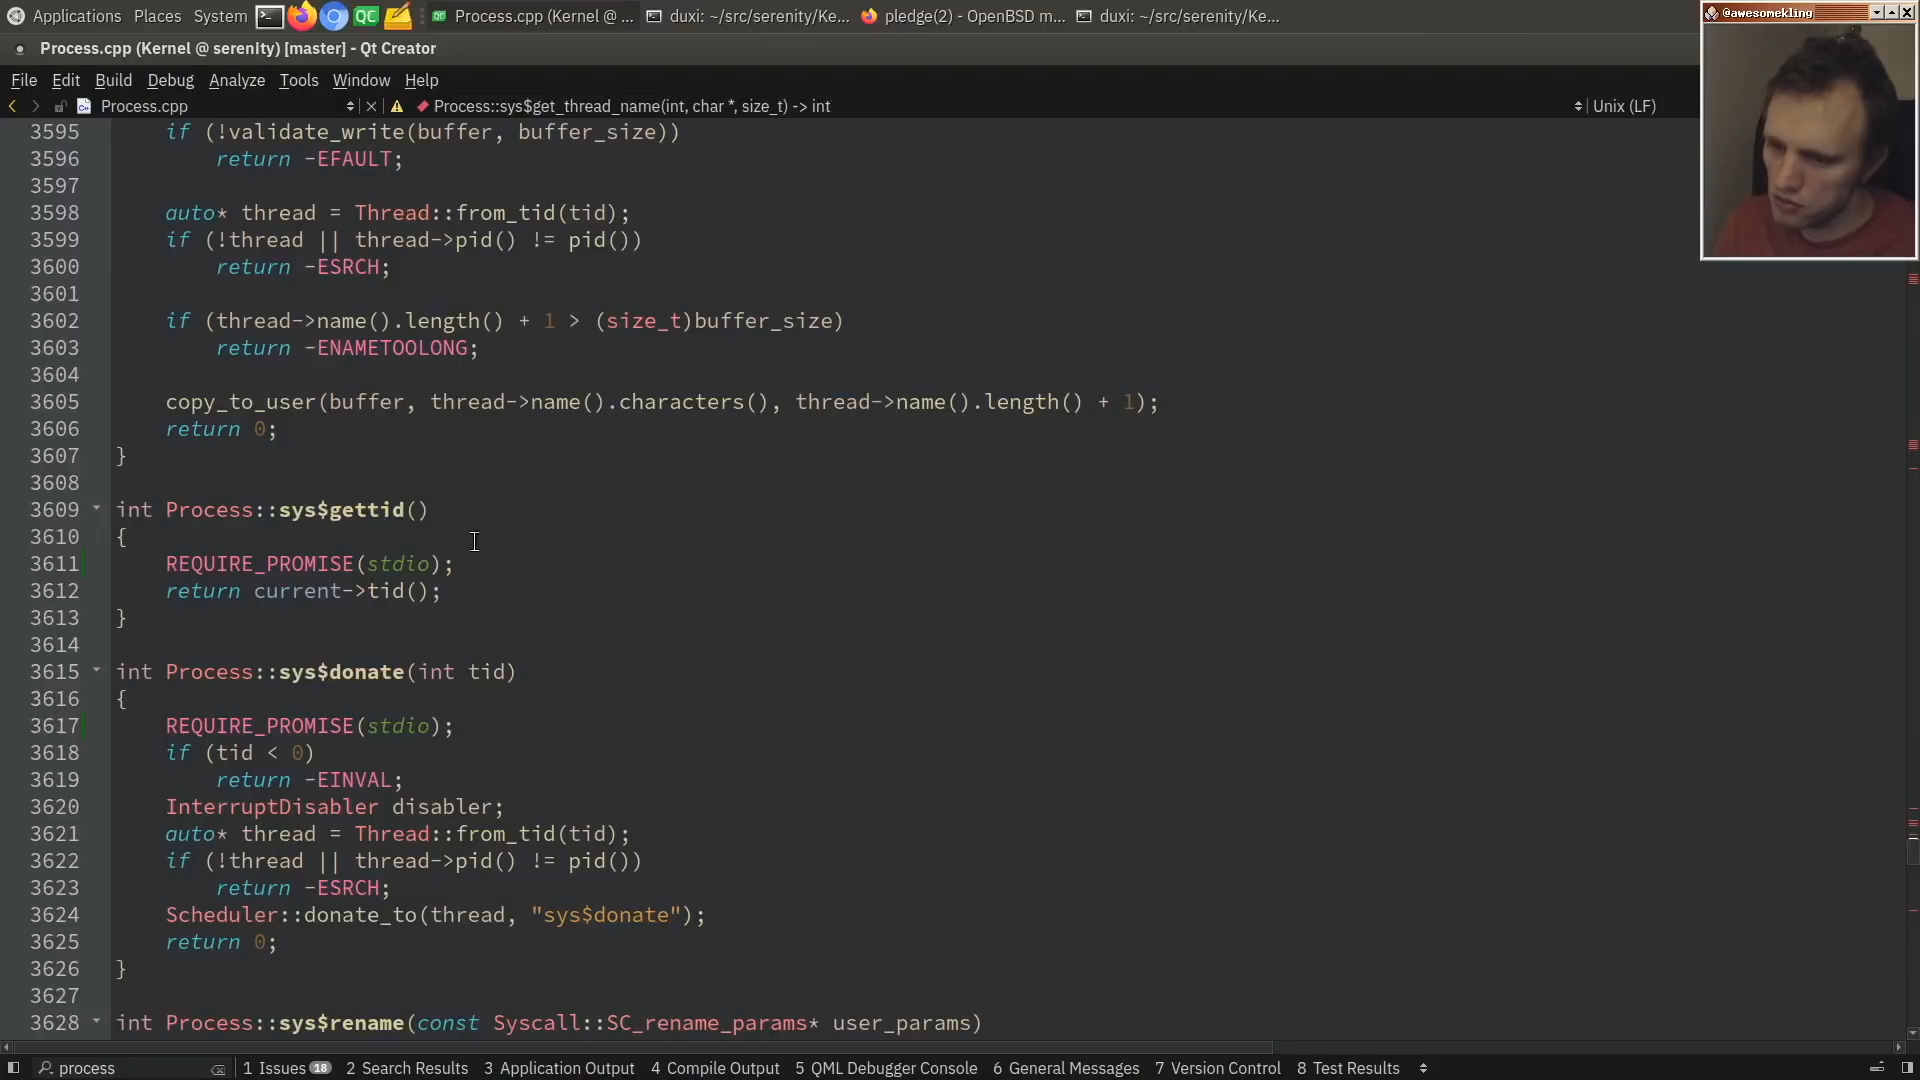 Applications Places System QC Process.cpp (Kernel @ ... duxi: ~/src/serenity/Ke... pledge(2) - OpenBSD m... duxi: ~/src/serenity/Ke...
@awesomekling
Process.cpp (Kernel @ serenity) [master] - Qt Creator
File Edit Build Debug Analyze Tools Window Help
Process.cpp Process::sys$get_thread_name(int, char *, size_t) -> int Unix (LF)
3595 if (!validate_write(buffer, buffer_size))
3596 return -EFAULT;
3597
3598 auto* thread = Thread::from_tid(tid);
3599 if (!thread || thread->pid() != pid())
3600 return -ESRCH;
3601
3602 if (thread->name().length() + 1 > (size_t)buffer_size)
3603 return -ENAMETOOLONG;
3604
3605 copy_to_user(buffer, thread->name().characters(), thread->name().length() + 1);
3606 return 0;
3607 }
3608
3609 int Process::sys$gettid()
3610 {
3611 REQUIRE_PROMISE(stdio);
3612 return current->tid();
3613 }
3614
3615 int Process::sys$donate(int tid)
3616 {
3617 REQUIRE_PROMISE(stdio);
3618 if (tid < 0)
3619 return -EINVAL;
3620 InterruptDisabler disabler;
3621 auto* thread = Thread::from_tid(tid);
3622 if (!thread || thread->pid() != pid())
3623 return -ESRCH;
3624 Scheduler::donate_to(thread, "sys$donate");
3625 return 0;
3626 }
3627
3628 int Process::sys$rename(const Syscall::SC_rename_params* user_params)
process 1 Issues 18 2 Search Results 3 Application Output 4 Compile Output 5 QML Debugger Console 6 General Messages 7 Version Control 8 Test Results